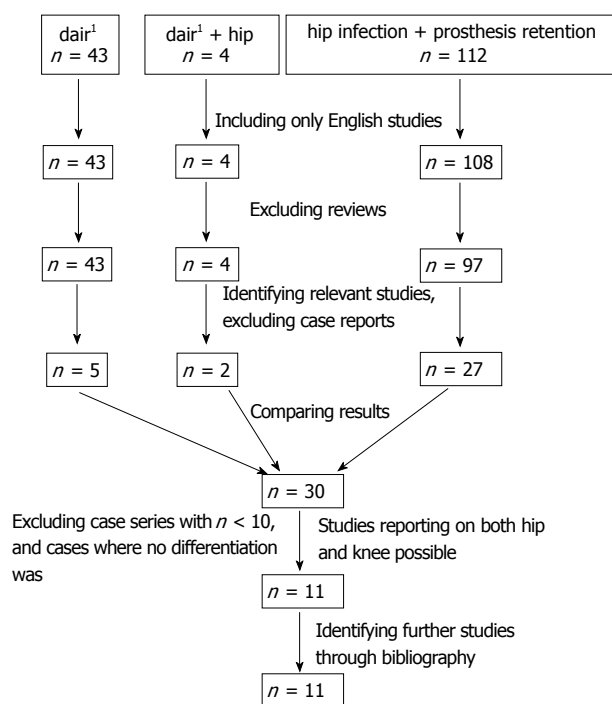 dair¹
n = 43
dair¹ + hip
n = 4
hip infection + prosthesis retention
n = 112
Including only English studies
n = 43
n = 4
n = 108
Excluding reviews
n = 43
n = 4
n = 97
Identifying relevant studies,
excluding case reports
n = 5
n = 2
n = 27
Comparing results
n = 30
Excluding case series with n < 10,
and cases where no differentiation
was
Studies reporting on both hip
and knee possible
n = 11
Identifying further studies
through bibliography
n = 11